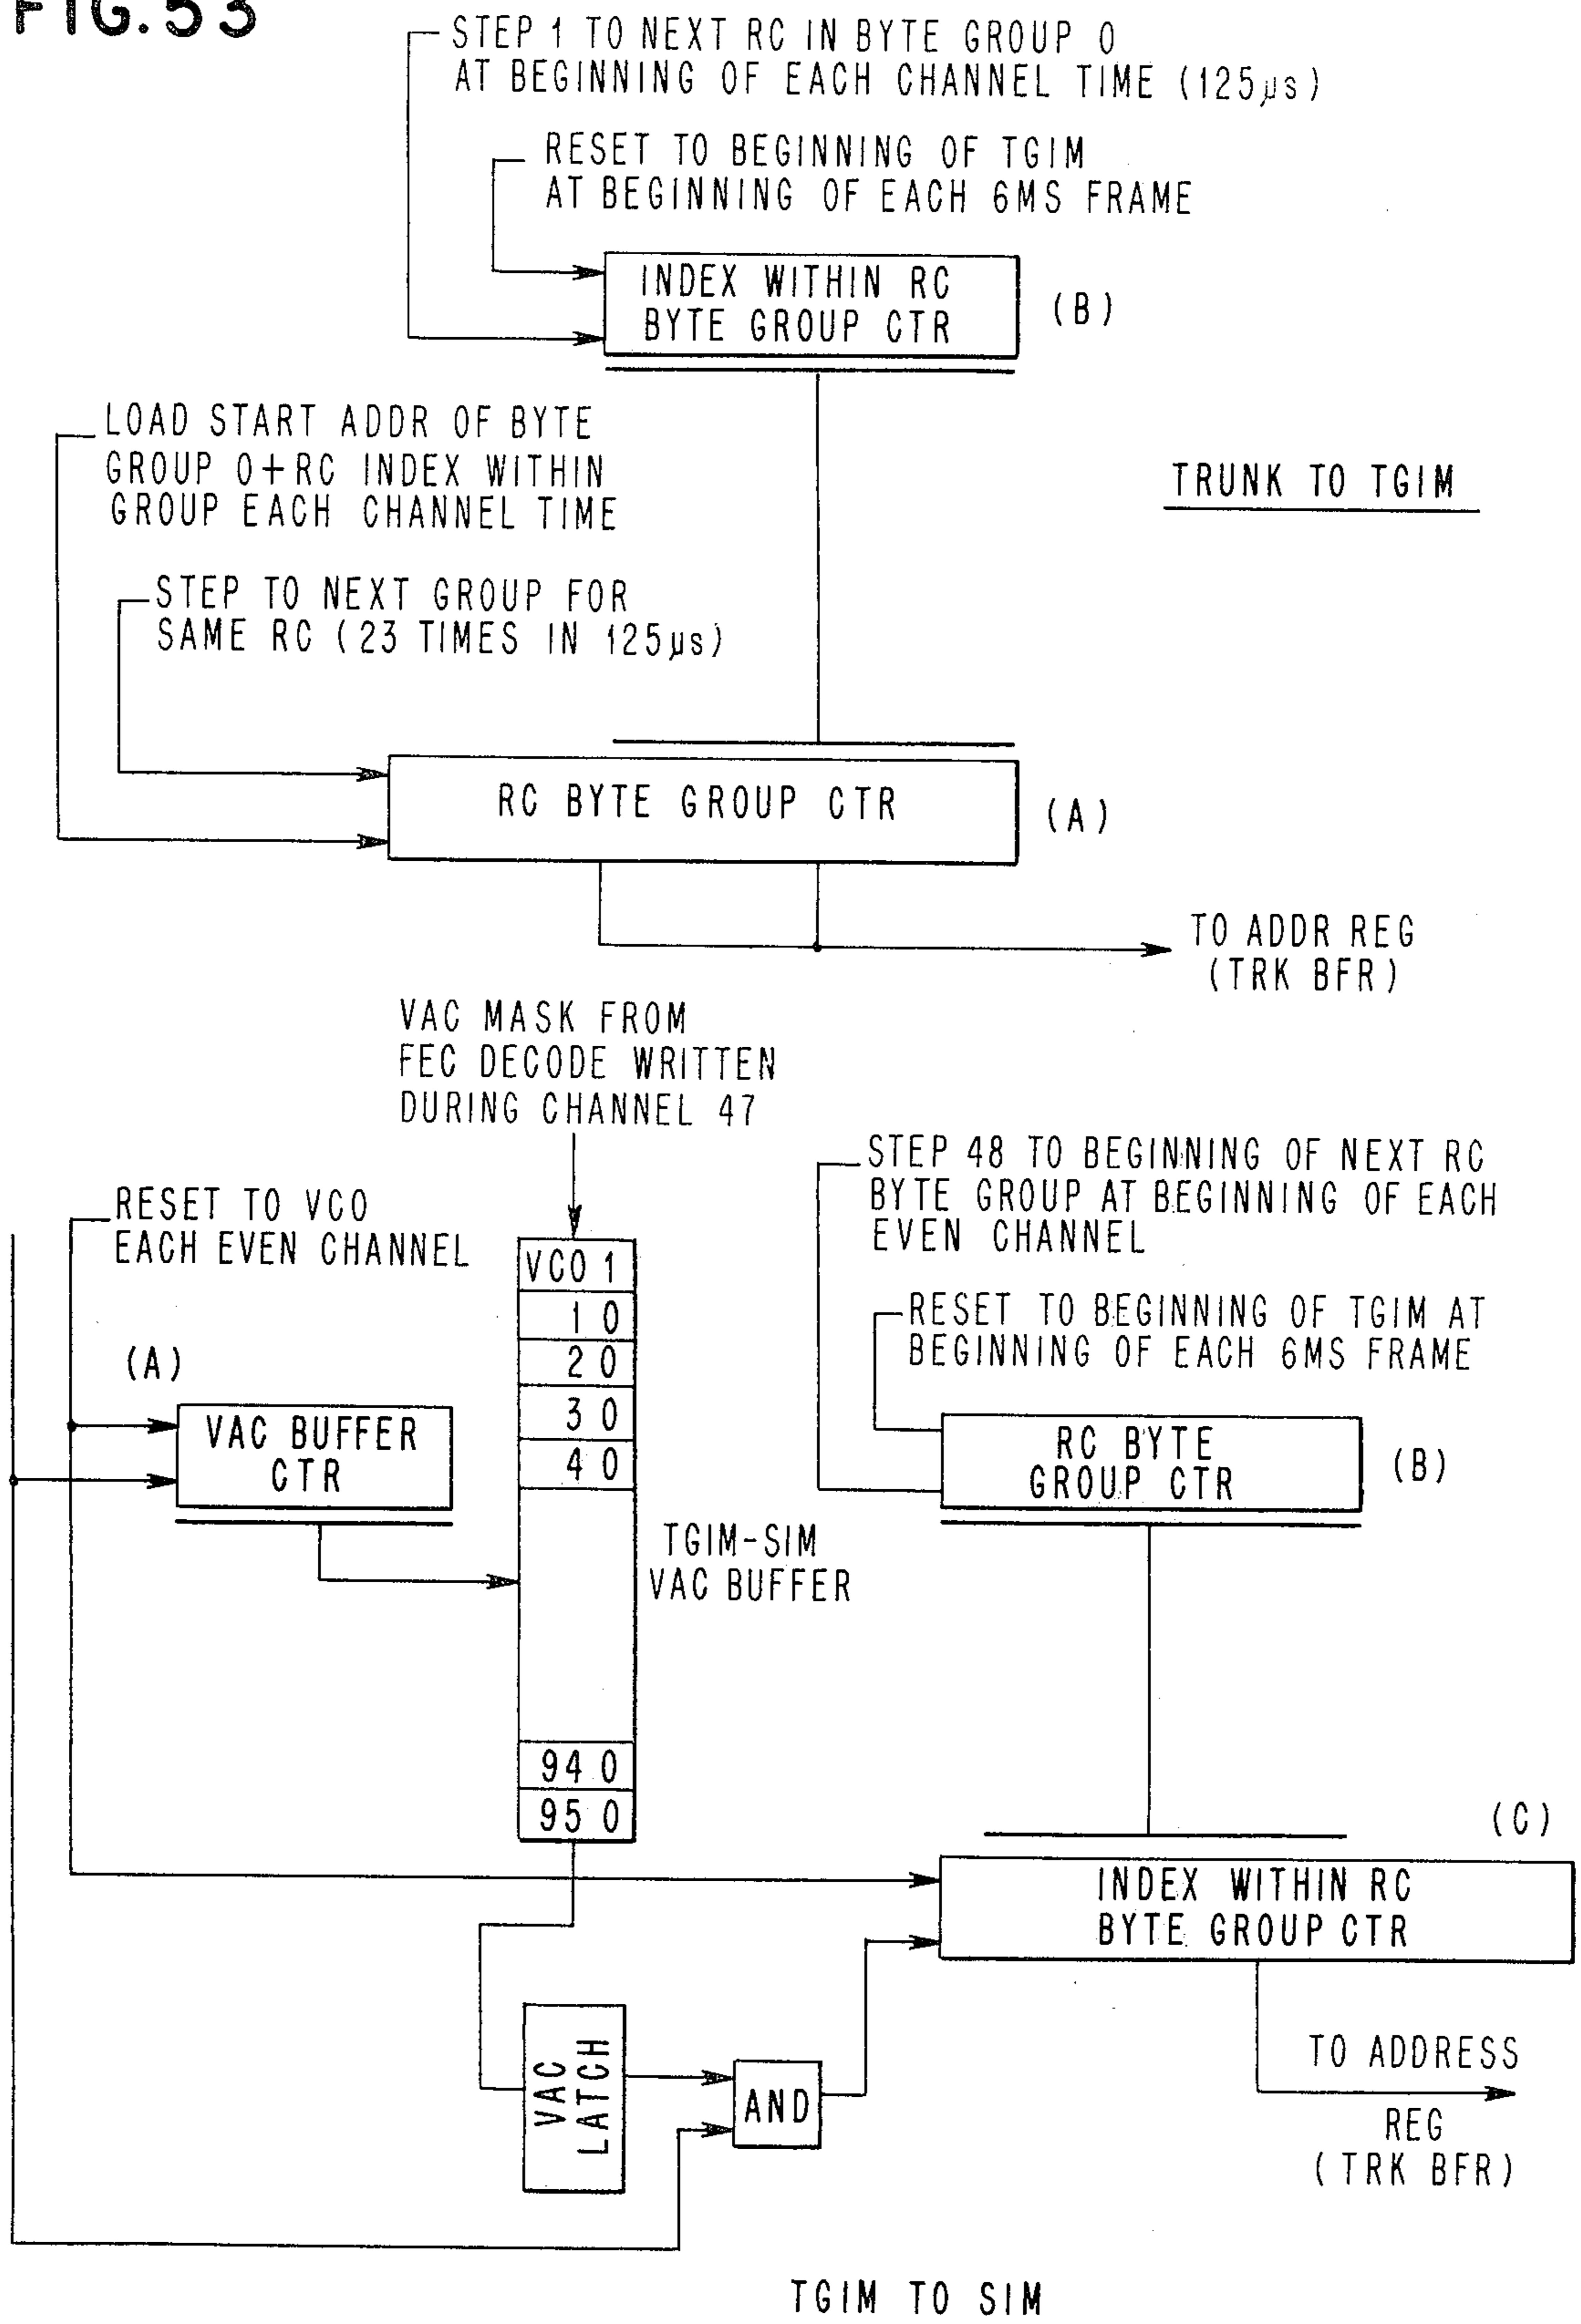 FIG. 53
STEP 1 TO NEXT RC IN BYTE GROUP 0
AT BEGINNING OF EACH CHANNEL TIME (125µs)
RESET TO BEGINNING OF TGIM
AT BEGINNING OF EACH 6MS FRAME
INDEX WITHIN RC
BYTE GROUP CTR
(B)
LOAD START ADDR OF BYTE
GROUP 0+RC INDEX WITHIN
GROUP EACH CHANNEL TIME
TRUNK TO TGIM
STEP TO NEXT GROUP FOR
SAME RC (23 TIMES IN 125µs)
RC BYTE GROUP CTR
(A)
TO ADDR REG
(TRK BFR)
VAC MASK FROM
FEC DECODE WRITTEN
DURING CHANNEL 47
STEP 48 TO BEGINNING OF NEXT RC
BYTE GROUP AT BEGINNING OF EACH
EVEN CHANNEL
RESET TO VCO
EACH EVEN CHANNEL
VCO 1
1 0
2 0
3 0
4 0
RESET TO BEGINNING OF TGIM AT
BEGINNING OF EACH 6MS FRAME
(A)
VAC BUFFER
CTR
RC BYTE
GROUP CTR
(B)
TGIM-SIM
VAC BUFFER
94 0
95 0
(C)
INDEX WITHIN RC
BYTE GROUP CTR
VAC
LATCH
AND
TO ADDRESS
REG
(TRK BFR)
TGIM TO SIM